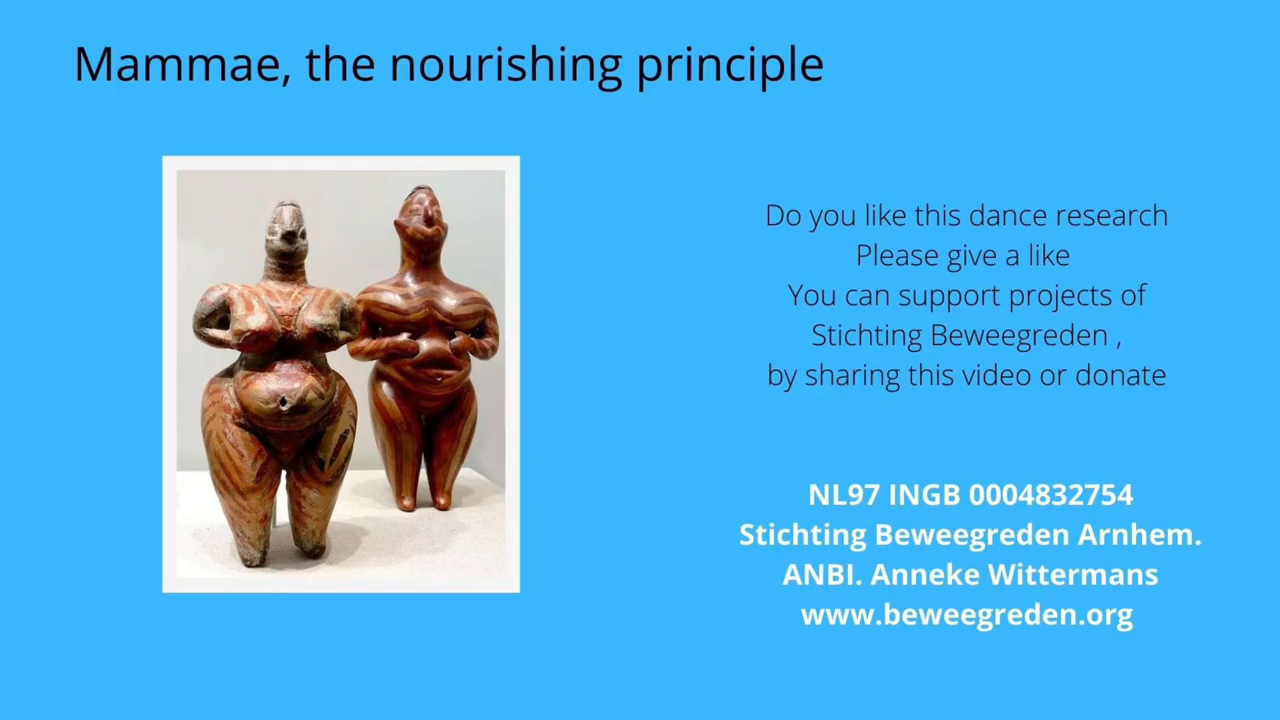 Mammae, the nourishing principle
Do you like this dance research
Please give a like
You can support projects of
Stichting Beweegreden ,
by sharing this video or donate
NL97 INGB 0004832754
Stichting Beweegreden Arnhem.
ANBI. Anneke Wittermans
www.beweegreden.org